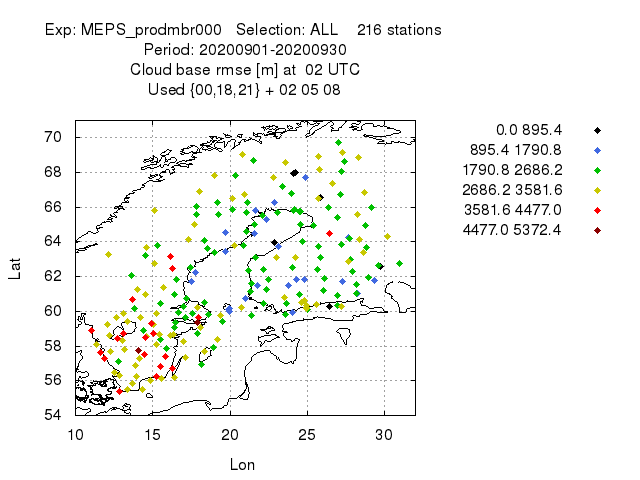 Exp: MEPS_prodmbr000 Selection: ALL 216 stations
Period: 20200901-20200930
Cloud base rmse [m] at 02 UTC
Used {00,18,21} + 02 05 08
0.0 895.4
895.4 1790.8
1790.8 2686.2
2686.2 3581.6
3581.6 4477.0
4477.0 5372.4
Lat
70
68
66
64
62
60
58
56
54
10 15 20 25 30
Lon